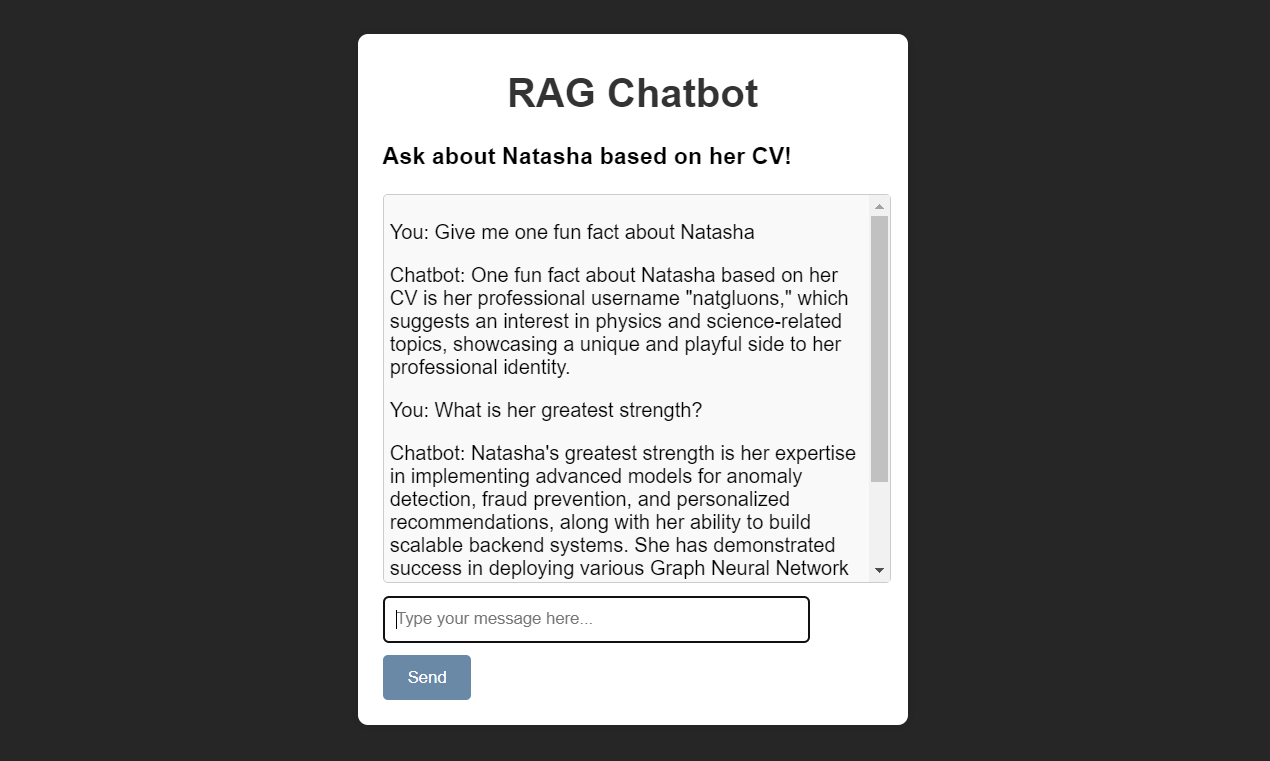 RAG Chatbot
Ask about Natasha based on her CV!
You: Give me one fun fact about Natasha
Chatbot: One fun fact about Natasha based on her
CV is her professional username "natgluons," which
suggests an interest in physics and science-related
topics, showcasing a unique and playful side to her
professional identity.
You: What is her greatest strength?
Chatbot: Natasha's greatest strength is her expertise
in implementing advanced models for anomaly
detection, fraud prevention, and personalized
recommendations, along with her ability to build
scalable backend systems. She has demonstrated
success in deploying various Graph Neural Network
Type your message here...
Send